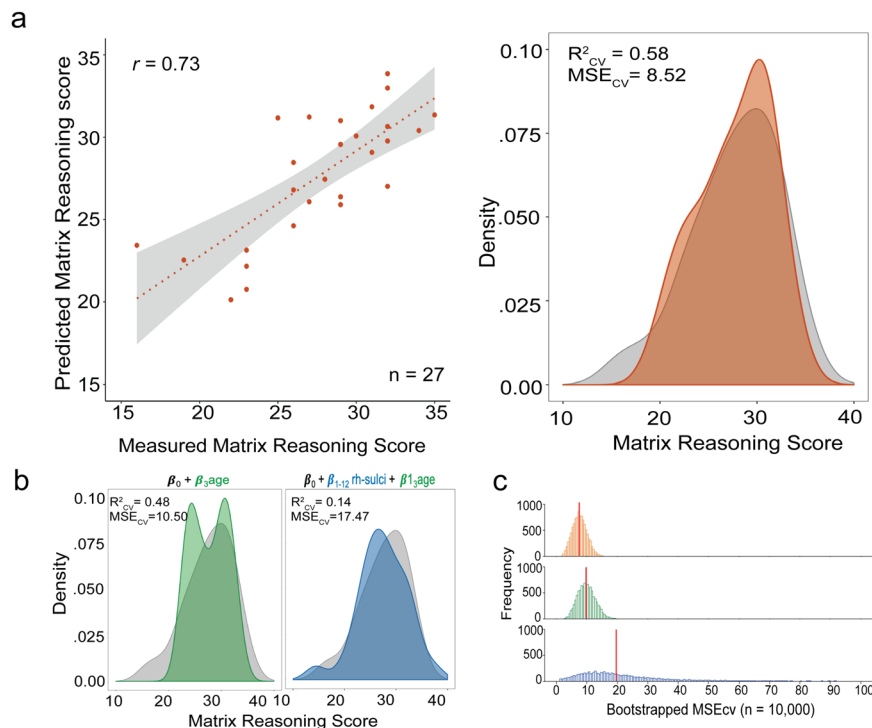 a
Predicted Matrix Reasoning score
35
30
25
20
15
r = 0.73
n = 27
15 20 25 30 35
Measured Matrix Reasoning Score
Density
0.10
.075
.050
.025
0.00
R²CV = 0.58
MSECV= 8.52
10 20 30 40
Matrix Reasoning Score
b
β₀ + β₃age
β₀ + β₁₋₁₂ rh-sulci + β1₃age
Density
0.10
.075
.050
.025
0.00
R²CV = 0.48
MSECV=10.50
R²CV = 0.14
MSECV=17.47
10 20 30 40
10 20 30 40
Matrix Reasoning Score
c
Frequency
1000
500
0
1000
500
0
1000
500
0
0 10 20 30 40 50 60 70 80 90 100
Bootstrapped MSEcv (n = 10,000)